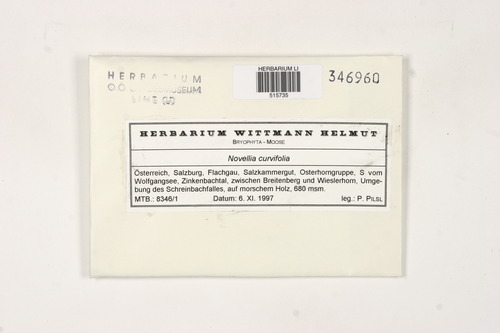 HERBARIUM
HERBARIUM LI
515735
346960
HERBARIUM WITTMANN HELMUT
BRYOPHYTA - MOOSE
Novellia curvifolia
Österreich, Salzburg, Flachgau, Salzkammergut, Osterhorngruppe, S vom
Wolfgangsee, Zinkenbachtal, zwischen Breitenberg und Wieslerhorn, Umge-
bung des Schreinbachfalles, auf morschem Holz, 680 msm.
MTB.: 8346/1 Datum: 6. XI. 1997 leg.: P. PILSL